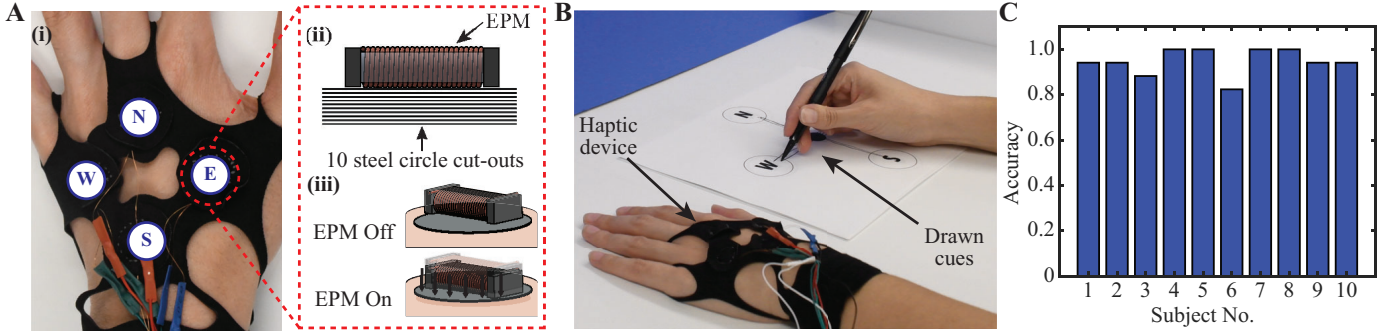 A
(i)
N
W
E
S
(ii)
EPM
10 steel circle cut-outs
(iii)
EPM Off
EPM On
B
Haptic
device
N
W
S
Drawn
cues
C
Accuracy
1.0
0.8
0.6
0.4
0.2
0
1 2 3 4 5 6 7 8 9 10
Subject No.